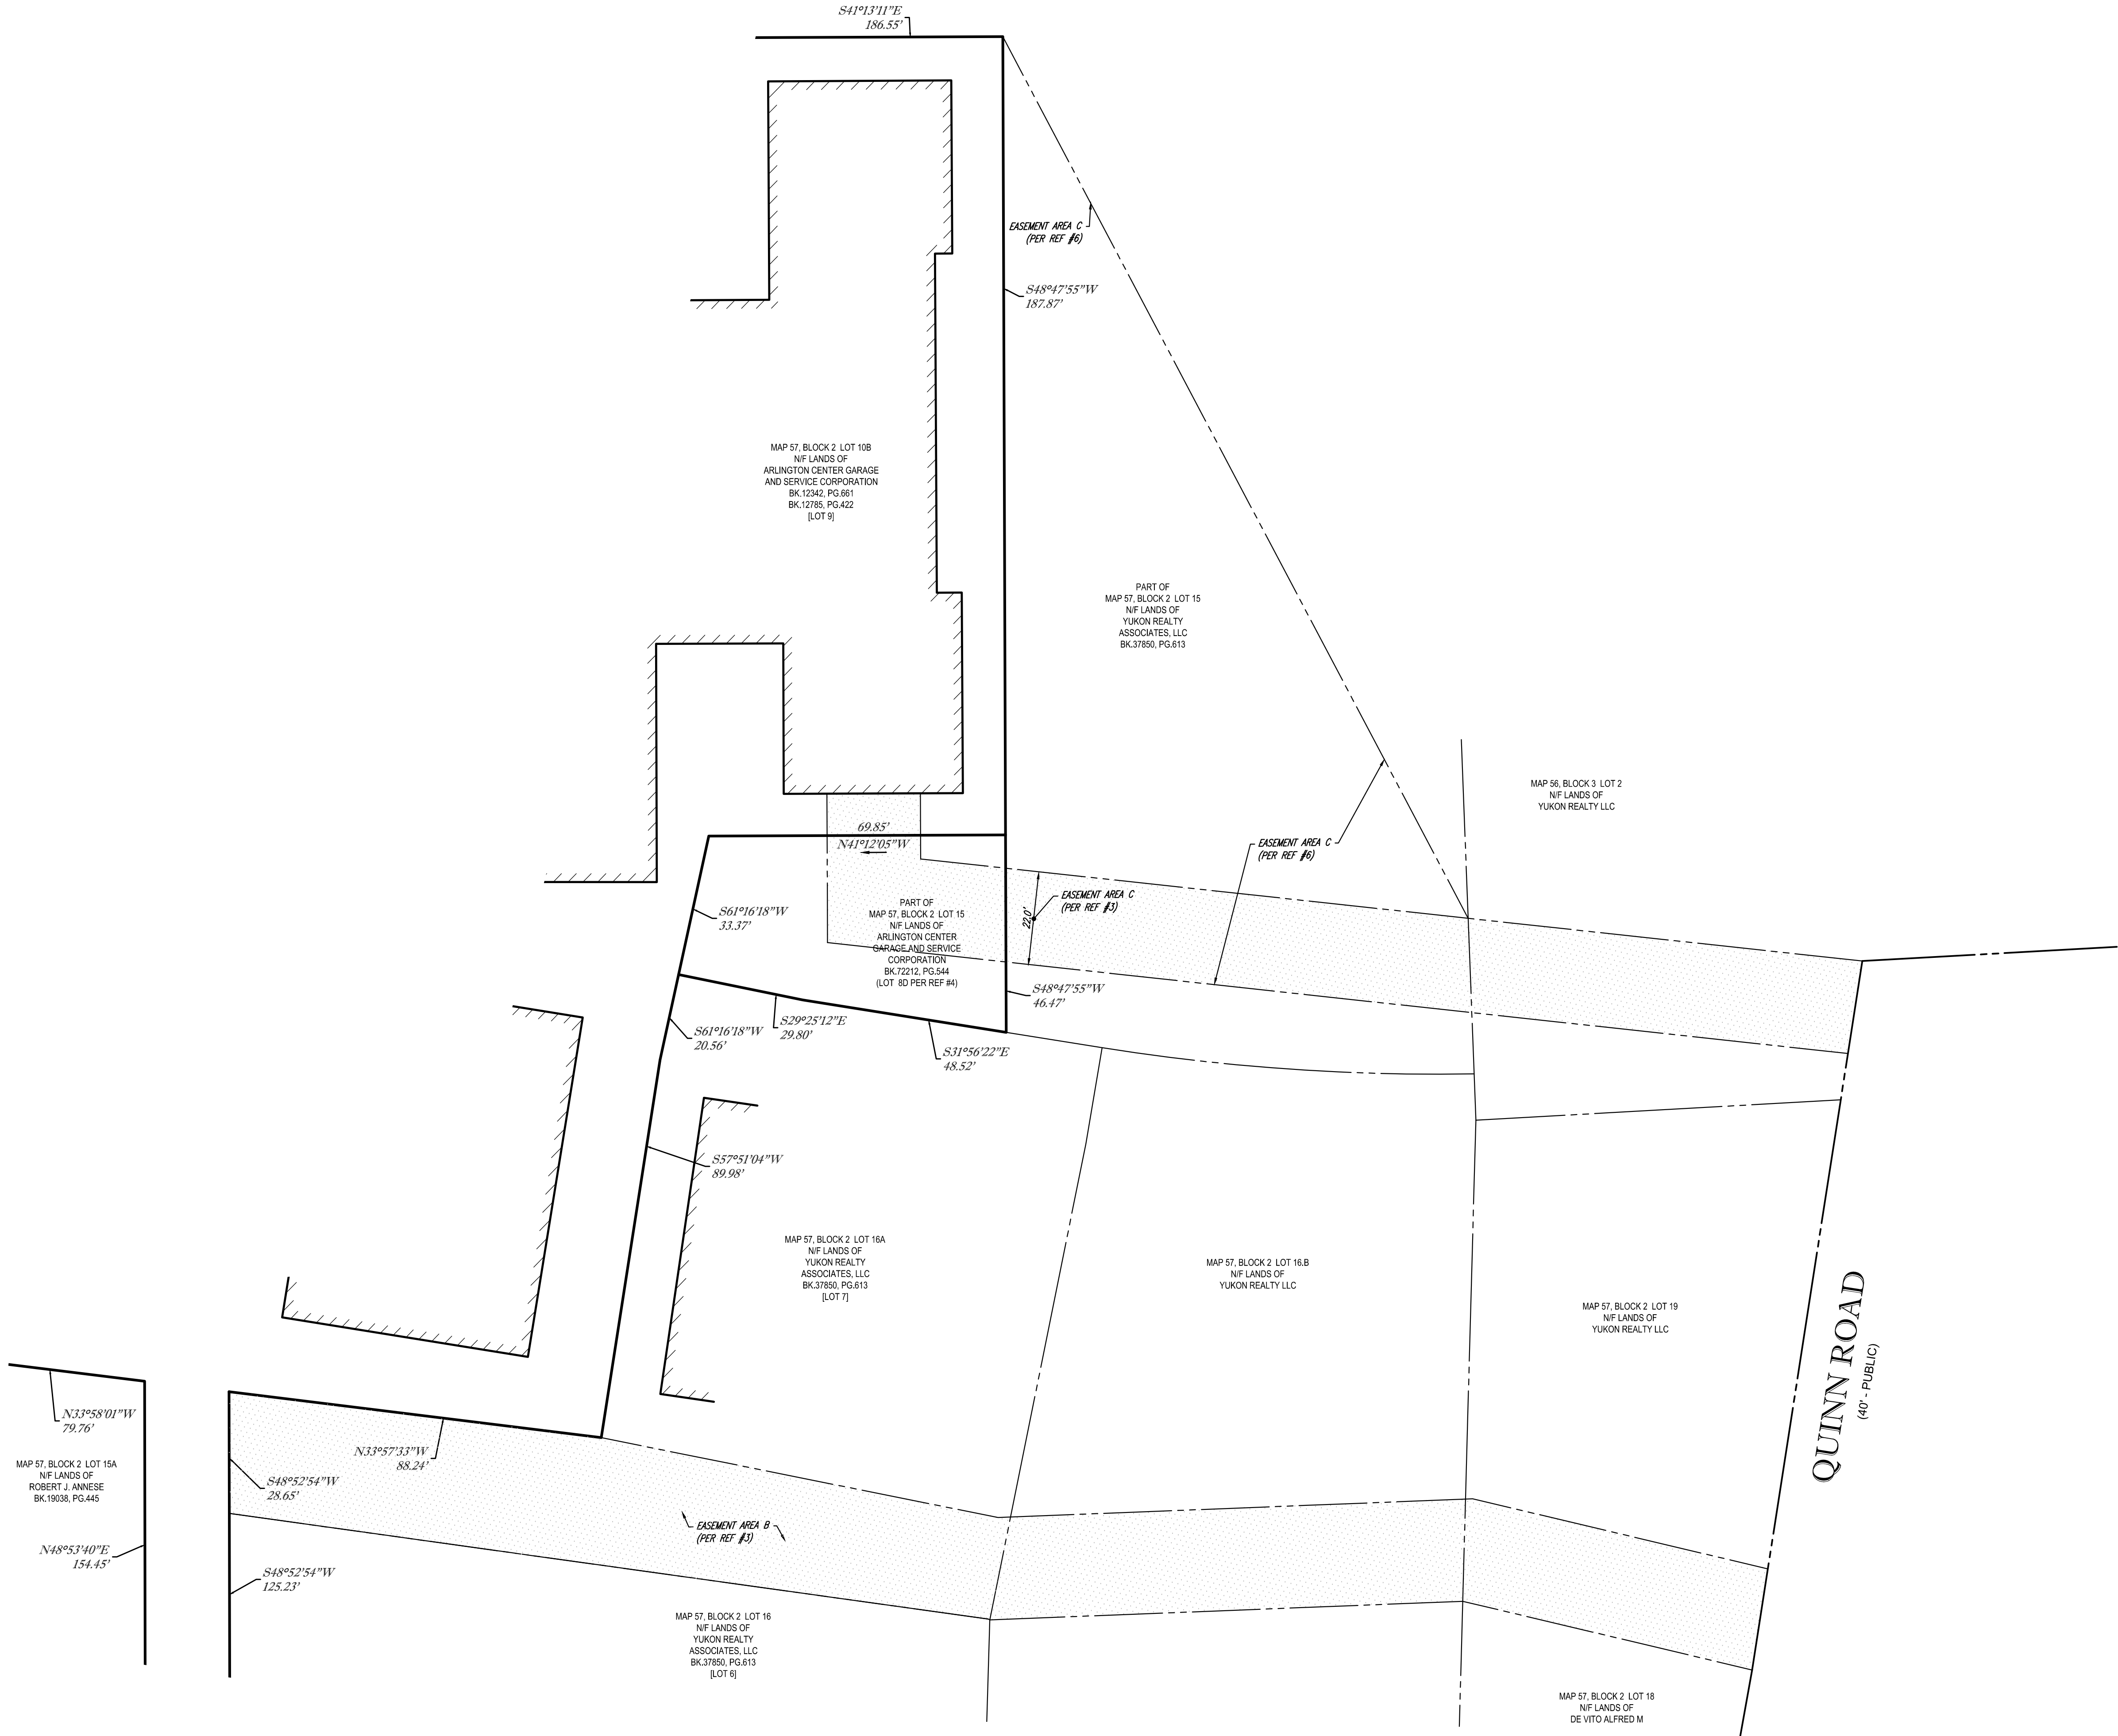 S41°13'11"E
186.55'
EASEMENT AREA C
(PER REF #6)
S48°47'55"W
187.87'
MAP 57, BLOCK 2 LOT 10B
N/F LANDS OF
ARLINGTON CENTER GARAGE
AND SERVICE CORPORATION
BK.12342, PG.661
BK.12785, PG.422
[LOT 9]
PART OF
MAP 57, BLOCK 2 LOT 15
N/F LANDS OF
YUKON REALTY
ASSOCIATES, LLC
BK.37850, PG.613
MAP 56, BLOCK 3 LOT 2
N/F LANDS OF
YUKON REALTY LLC
69.85'
N41°12'05"W
EASEMENT AREA C
(PER REF #6)
EASEMENT AREA C
(PER REF #3)
22.0'
S61°16'18"W
33.37'
PART OF
MAP 57, BLOCK 2 LOT 15
N/F LANDS OF
ARLINGTON CENTER
GARAGE AND SERVICE
CORPORATION
BK.72212, PG.544
(LOT 8D PER REF #4)
S48°47'55"W
46.47'
S61°16'18"W
20.56'
S29°25'12"E
29.80'
S31°56'22"E
48.52'
S57°51'04"W
89.98'
MAP 57, BLOCK 2 LOT 16A
N/F LANDS OF
YUKON REALTY
ASSOCIATES, LLC
BK.37850, PG.613
[LOT 7]
MAP 57, BLOCK 2 LOT 16.B
N/F LANDS OF
YUKON REALTY LLC
MAP 57, BLOCK 2 LOT 19
N/F LANDS OF
YUKON REALTY LLC
QUINN ROAD
(40' - PUBLIC)
N33°58'01"W
79.76'
N33°57'33"W
88.24'
MAP 57, BLOCK 2 LOT 15A
N/F LANDS OF
ROBERT J. ANNESE
BK.19038, PG.445
S48°52'54"W
28.65'
EASEMENT AREA B
(PER REF #3)
N48°53'40"E
154.45'
S48°52'54"W
125.23'
MAP 57, BLOCK 2 LOT 16
N/F LANDS OF
YUKON REALTY
ASSOCIATES, LLC
BK.37850, PG.613
[LOT 6]
MAP 57, BLOCK 2 LOT 18
N/F LANDS OF
DE VITO ALFRED M